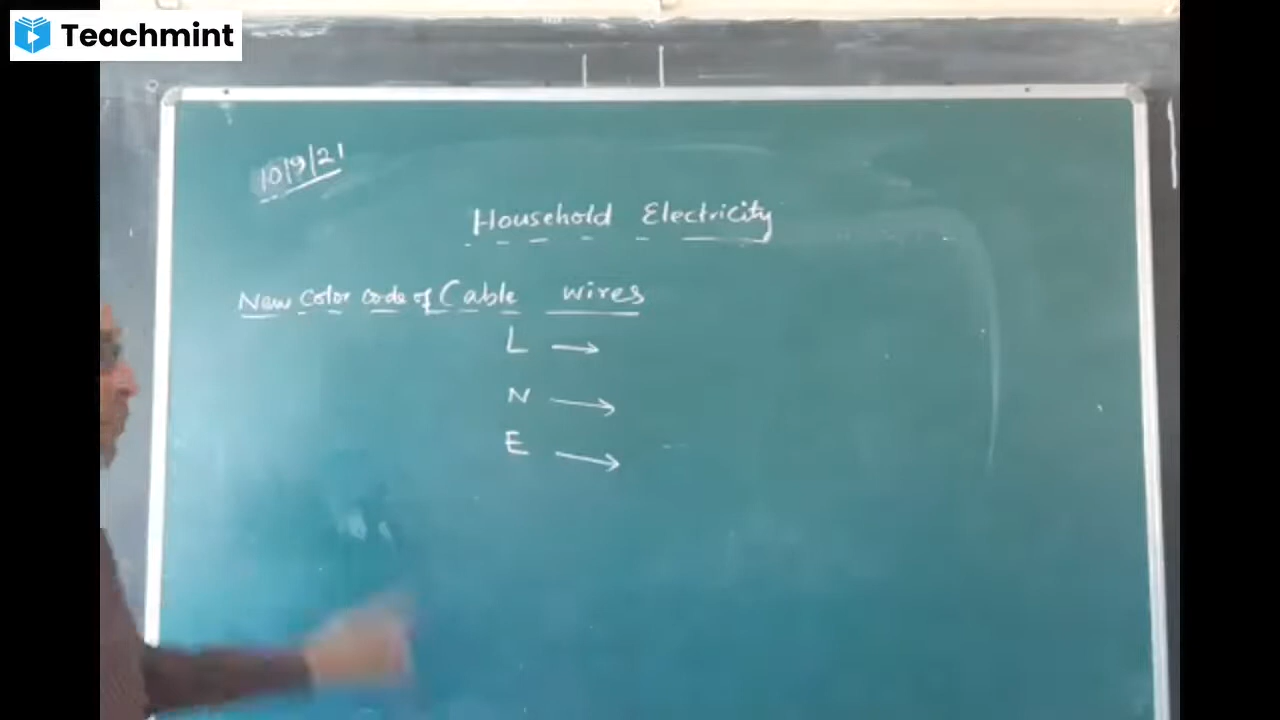 Teachmint
10/9/21
Household Electricity
New Color code of Cable wires
L →
N →
E →